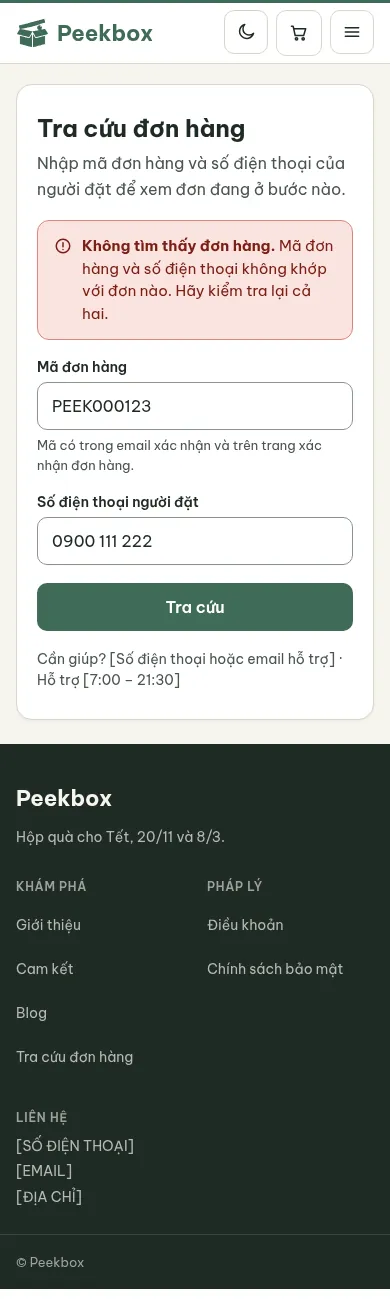 Peekbox
Tra cứu đơn hàng
Nhập mã đơn hàng và số điện thoại của
người đặt để xem đơn đang ở bước nào.
Không tìm thấy đơn hàng. Mã đơn
hàng và số điện thoại không khớp
với đơn nào. Hãy kiểm tra lại cả
hai.
Mã đơn hàng
PEEK000123
Mã có trong email xác nhận và trên trang xác
nhận đơn hàng.
Số điện thoại người đặt
0900 111 222
Tra cứu
Cần giúp? [Số điện thoại hoặc email hỗ trợ] ·
Hỗ trợ [7:00 – 21:30]
Peekbox
Hộp quà cho Tết, 20/11 và 8/3.
KHÁM PHÁ
Giới thiệu
Cam kết
Blog
Tra cứu đơn hàng
PHÁP LÝ
Điều khoản
Chính sách bảo mật
LIÊN HỆ
[SỐ ĐIỆN THOẠI]
[EMAIL]
[ĐỊA CHỈ]
© Peekbox